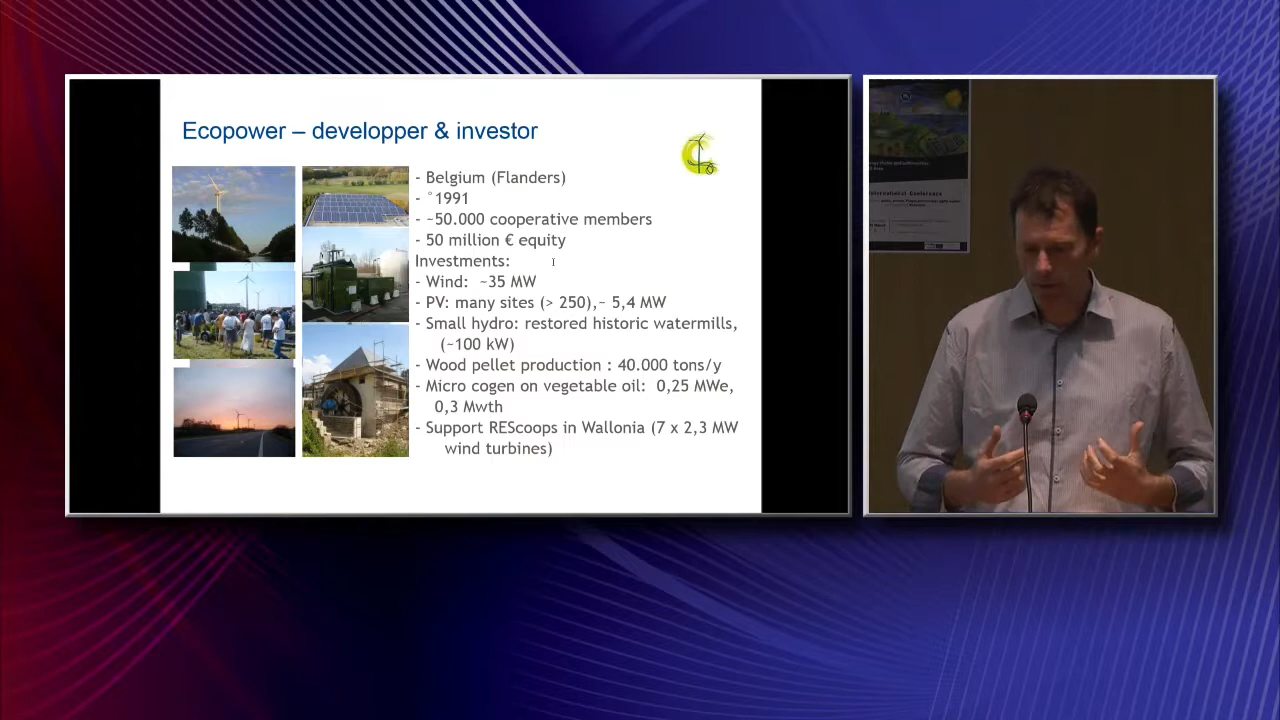 Ecopower – developper & investor
- Belgium (Flanders)
- °1991
- ~50.000 cooperative members
- 50 million € equity
Investments:
- Wind: ~35 MW
- PV: many sites (> 250),~ 5,4 MW
- Small hydro: restored historic watermills,
(~100 kW)
- Wood pellet production : 40.000 tons/y
- Micro cogen on vegetable oil: 0,25 MWe,
0,3 Mwth
- Support REScoops in Wallonia (7 x 2,3 MW
wind turbines)
International Conference